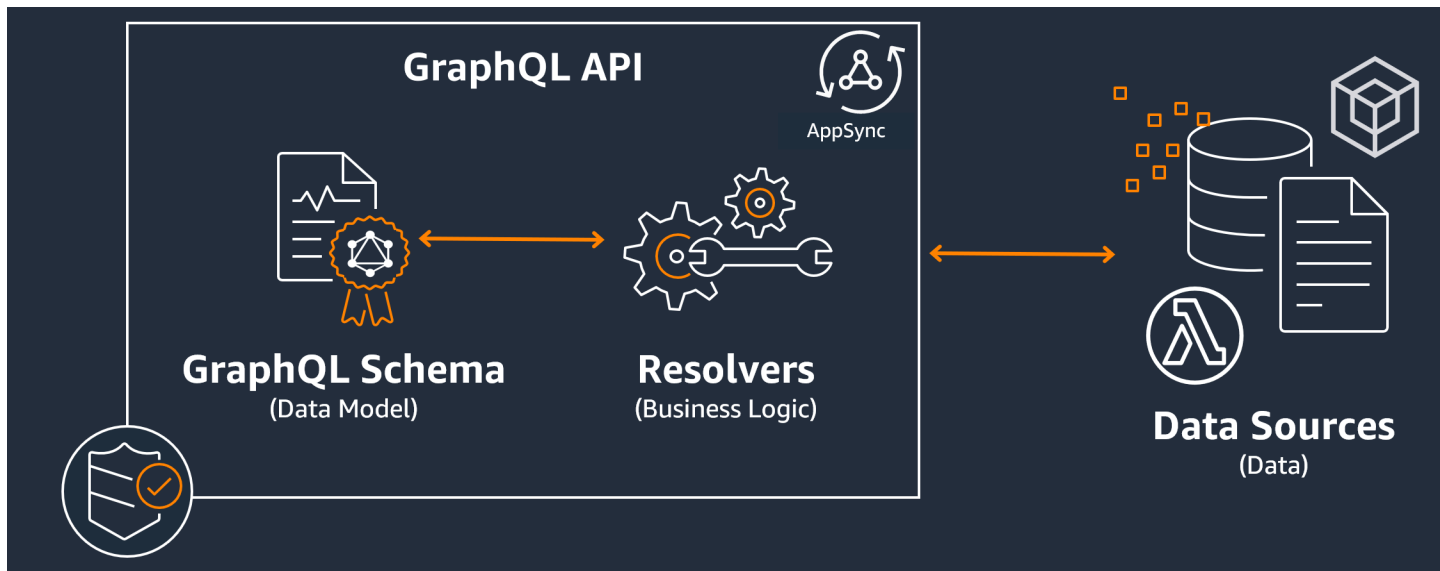 GraphQL API
AppSync
GraphQL Schema
(Data Model)
Resolvers
(Business Logic)
Data Sources
(Data)